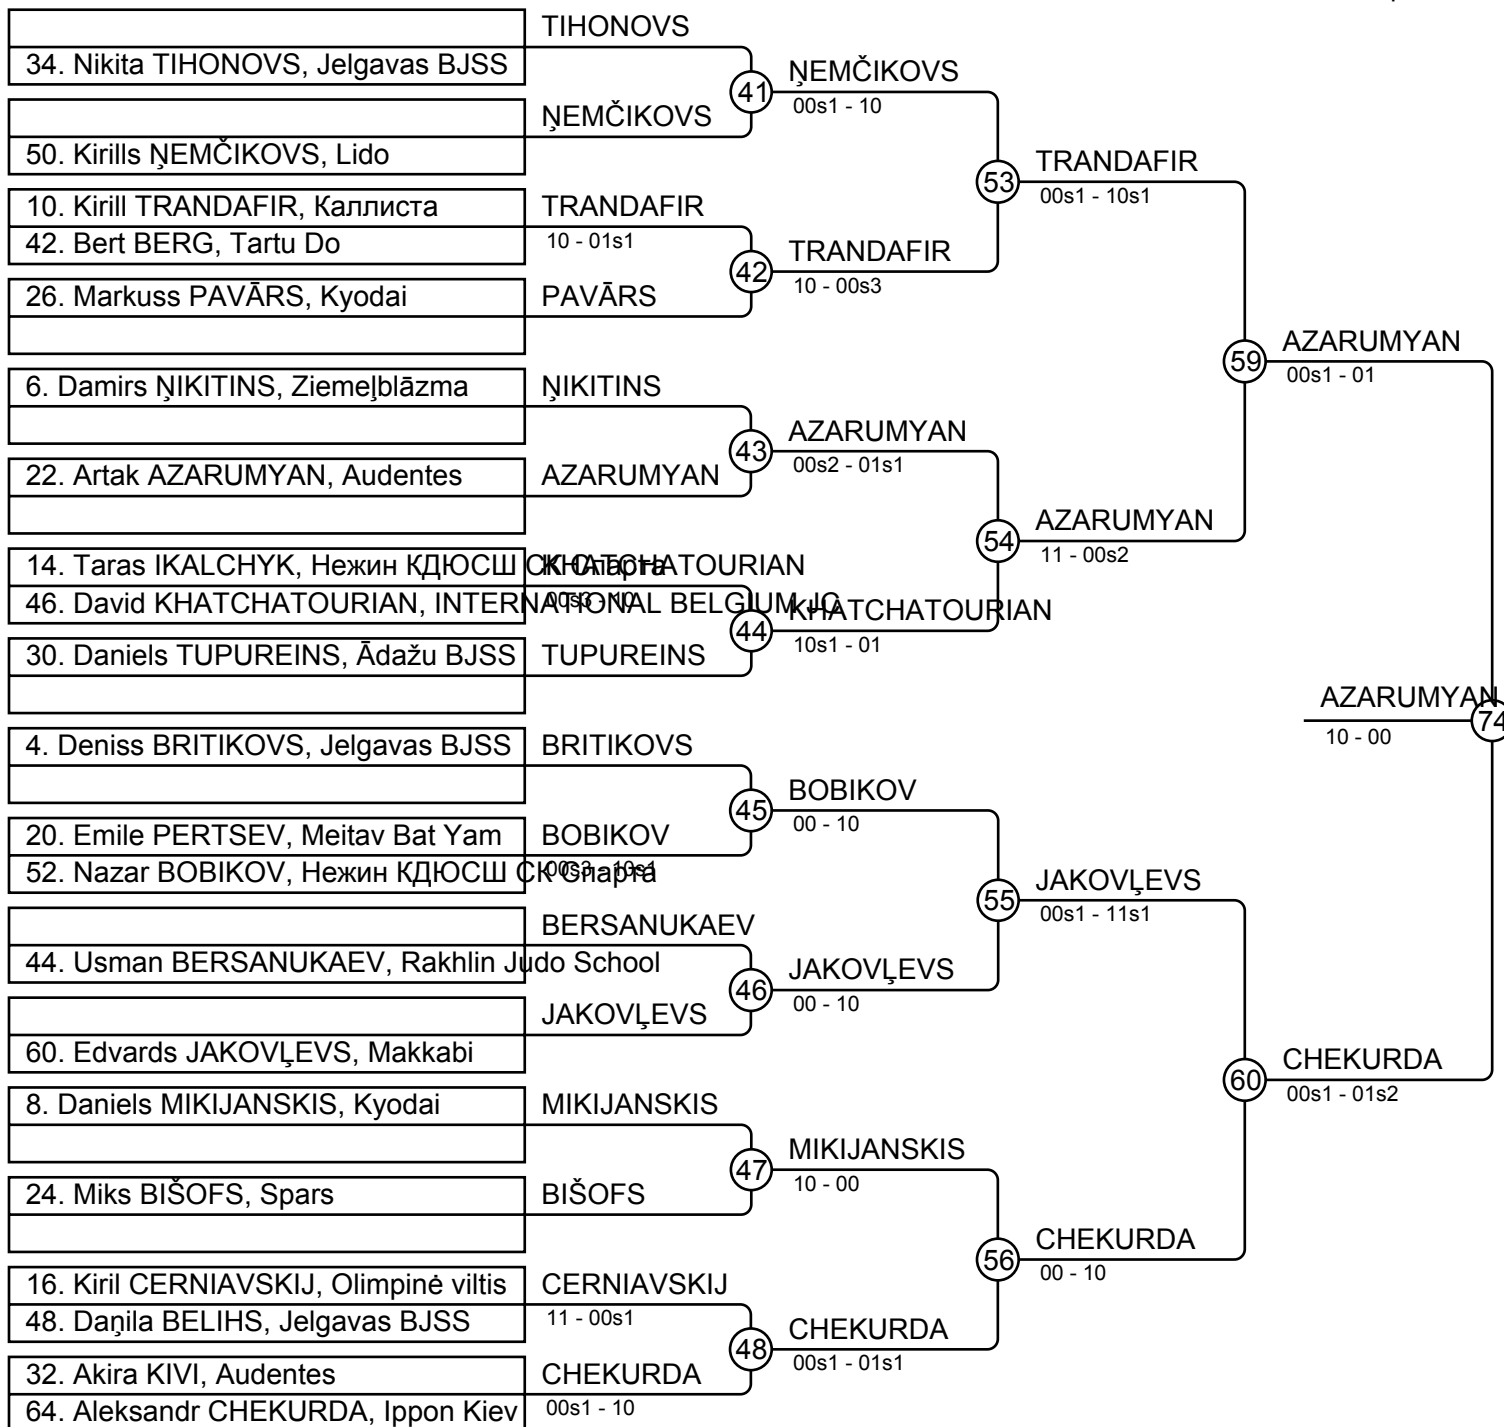 TIHONOVS
34. Nikita TIHONOVS, Jelgavas BJSS
41
ŅEMČIKOVS
00s1 - 10
ŅEMČIKOVS
50. Kirills ŅEMČIKOVS, Lido
53
TRANDAFIR
00s1 - 10s1
10. Kirill TRANDAFIR, Каллиста
TRANDAFIR
42. Bert BERG, Tartu Do
10 - 01s1
42
TRANDAFIR
10 - 00s3
26. Markuss PAVĀRS, Kyodai
PAVĀRS
59
AZARUMYAN
00s1 - 01
6. Damirs ŅIKITINS, Ziemeļblāzma
ŅIKITINS
43
AZARUMYAN
00s2 - 01s1
22. Artak AZARUMYAN, Audentes
AZARUMYAN
54
AZARUMYAN
11 - 00s2
14. Taras IKALCHYK, Нежин КДЮСШ СК Спарта
KHATCHATOURIAN
46. David KHATCHATOURIAN, INTERNATIONAL BELGIUM JC
00s3 - 10
44
KHATCHATOURIAN
10s1 - 01
30. Daniels TUPUREINS, Ādažu BJSS
TUPUREINS
AZARUMYAN
74
10 - 00
4. Deniss BRITIKOVS, Jelgavas BJSS
BRITIKOVS
45
BOBIKOV
00 - 10
20. Emile PERTSEV, Meitav Bat Yam
BOBIKOV
52. Nazar BOBIKOV, Нежин КДЮСШ СК Спарта
00s3 - 10s1
55
JAKOVĻEVS
00s1 - 11s1
BERSANUKAEV
44. Usman BERSANUKAEV, Rakhlin Judo School
46
JAKOVĻEVS
00 - 10
JAKOVĻEVS
60. Edvards JAKOVĻEVS, Makkabi
60
CHEKURDA
00s1 - 01s2
8. Daniels MIKIJANSKIS, Kyodai
MIKIJANSKIS
47
MIKIJANSKIS
10 - 00
24. Miks BIŠOFS, Spars
BIŠOFS
56
CHEKURDA
00 - 10
16. Kiril CERNIAVSKIJ, Olimpinė viltis
CERNIAVSKIJ
48. Daņila BELIHS, Jelgavas BJSS
11 - 00s1
48
CHEKURDA
00s1 - 01s1
32. Akira KIVI, Audentes
CHEKURDA
64. Aleksandr CHEKURDA, Ippon Kiev
00s1 - 10